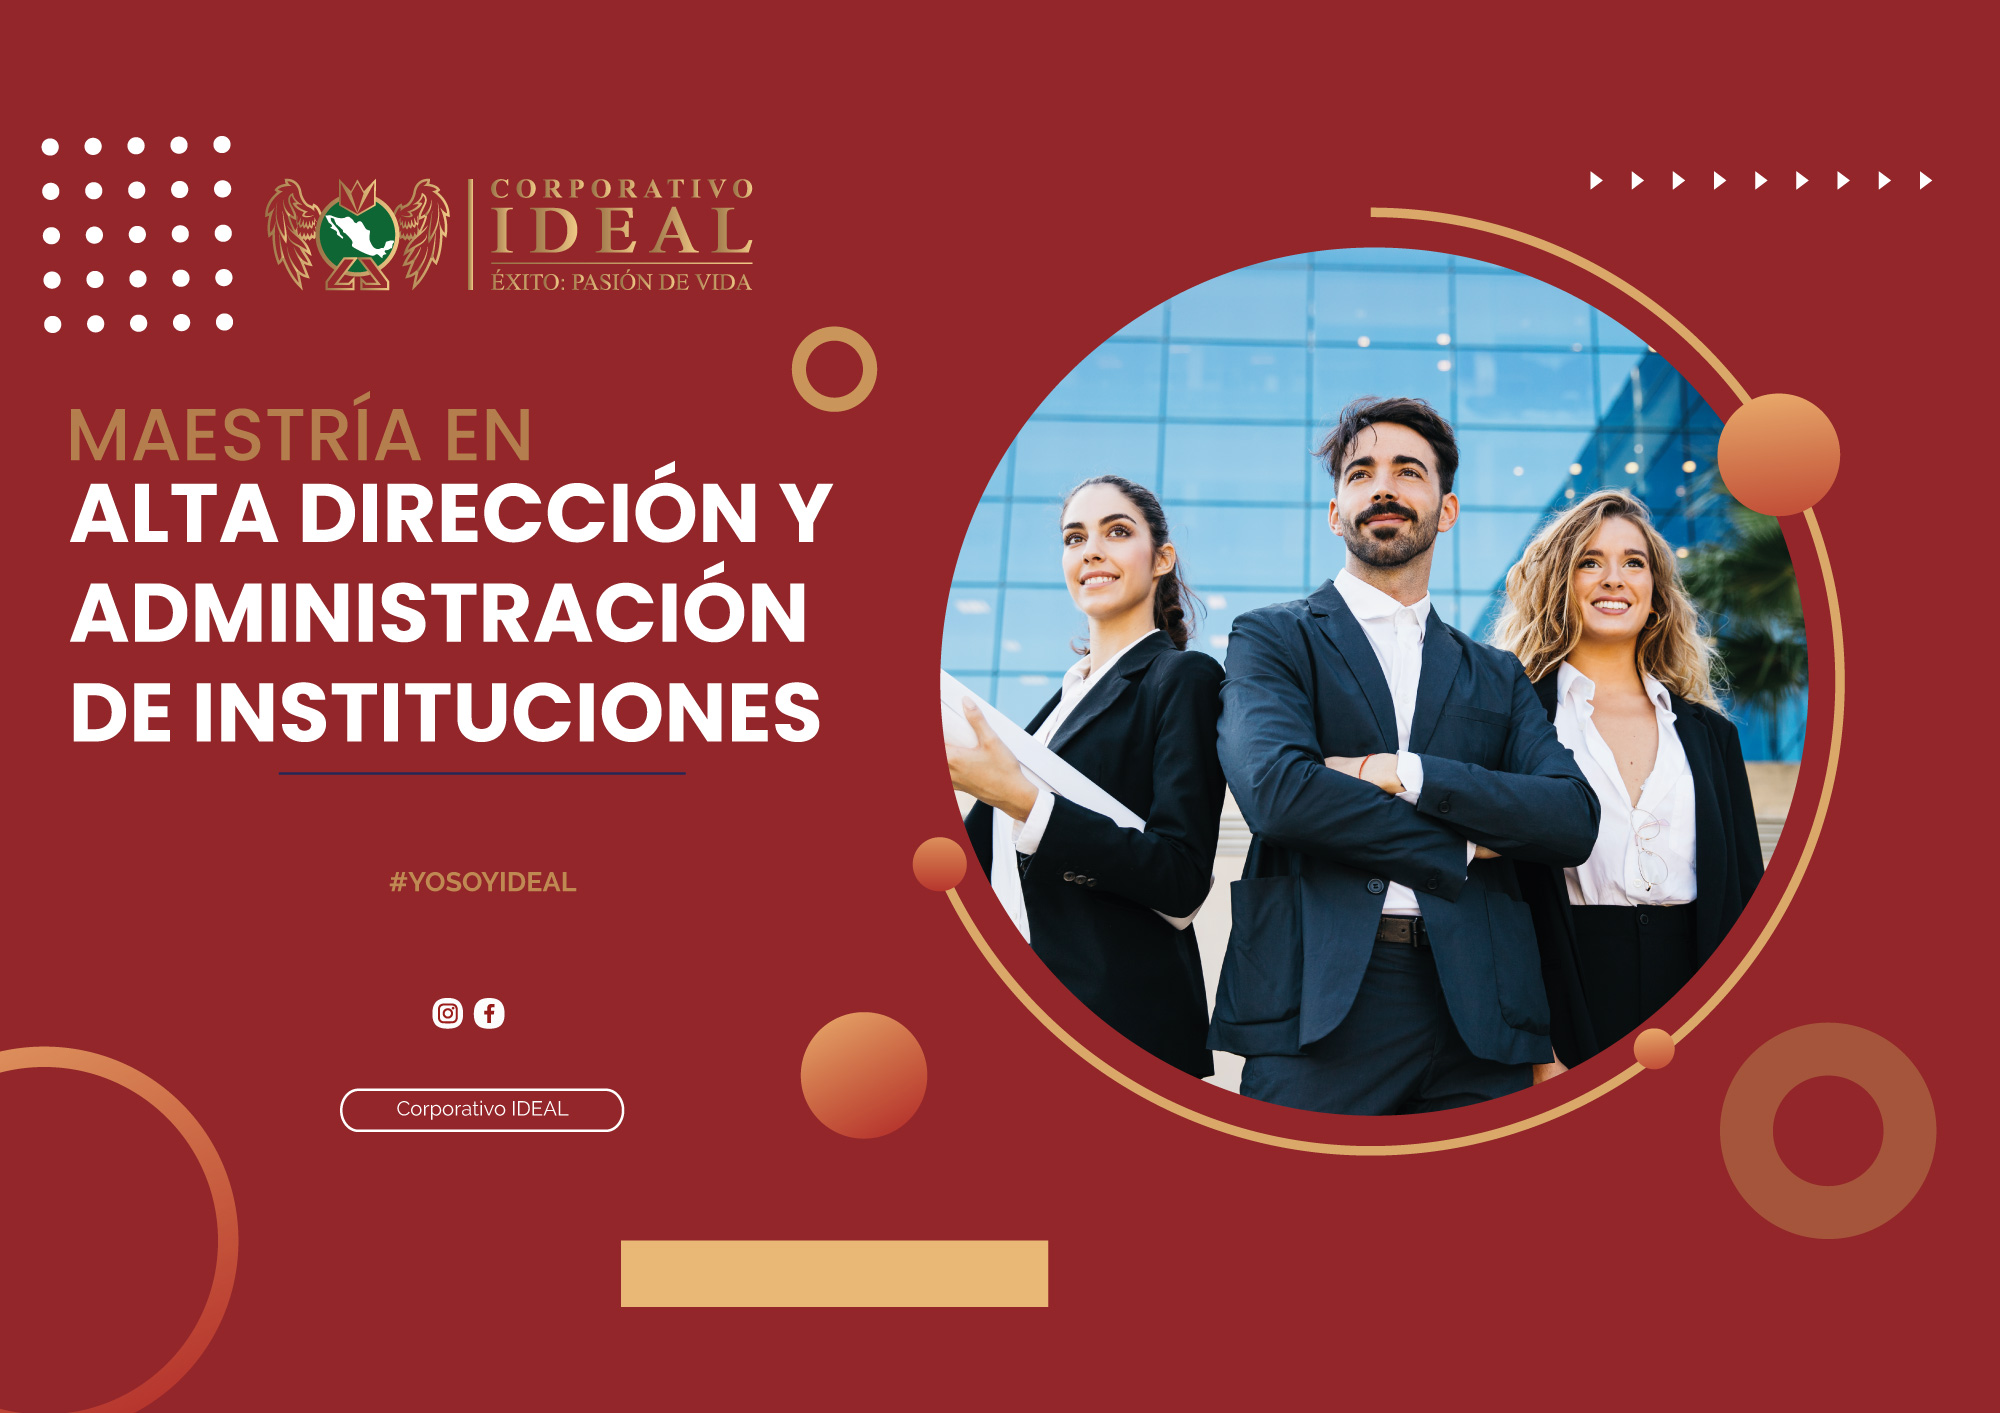 CORPORATIVO
IDEAL
ÉXITO: PASIÓN DE VIDA
MAESTRÍA EN
ALTA DIRECCIÓN Y
ADMINISTRACIÓN
DE INSTITUCIONES
#YOSOYIDEAL
Corporativo IDEAL